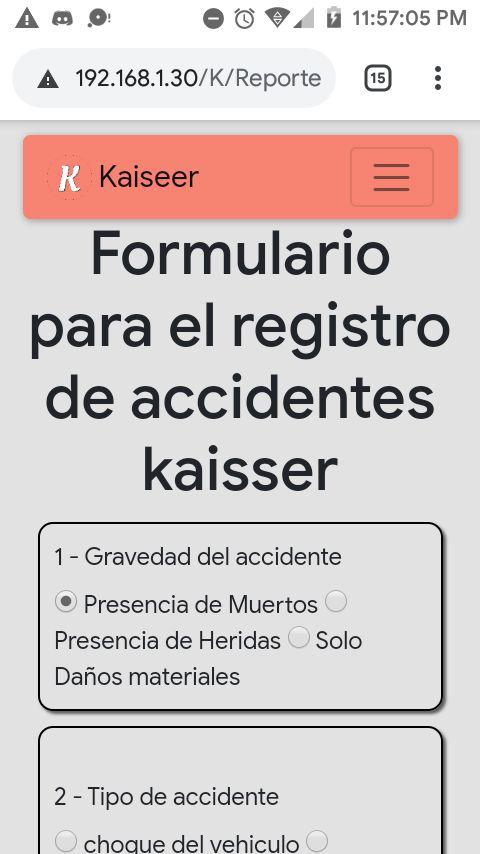 11:57:05 PM
192.168.1.30/K/Reporte
15
K Kaiseer
Formulario
para el registro
de accidentes
kaisser
1 - Gravedad del accidente
Presencia de Muertos
Presencia de Heridas Solo
Daños materiales
2 - Tipo de accidente
choque del vehiculo